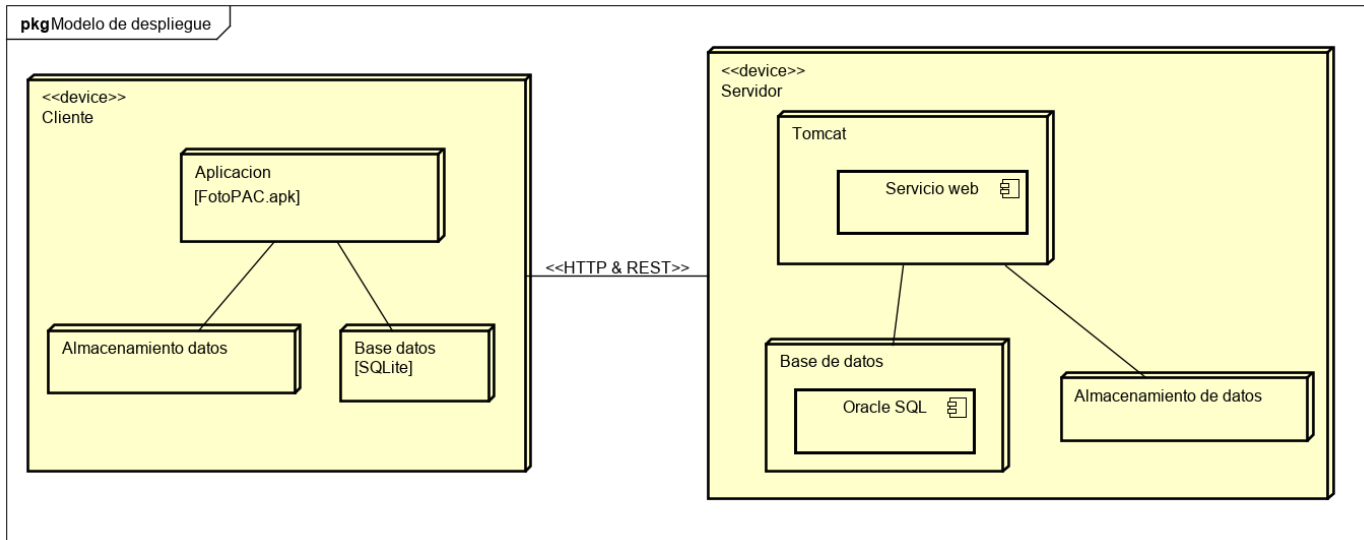 pkg Modelo de despliegue
<<device>>
Cliente
Aplicacion
[FotoPAC.apk]
Almacenamiento datos
Base datos
[SQLite]
<<HTTP & REST>>
<<device>>
Servidor
Tomcat
Servicio web
Base de datos
Oracle SQL
Almacenamiento de datos